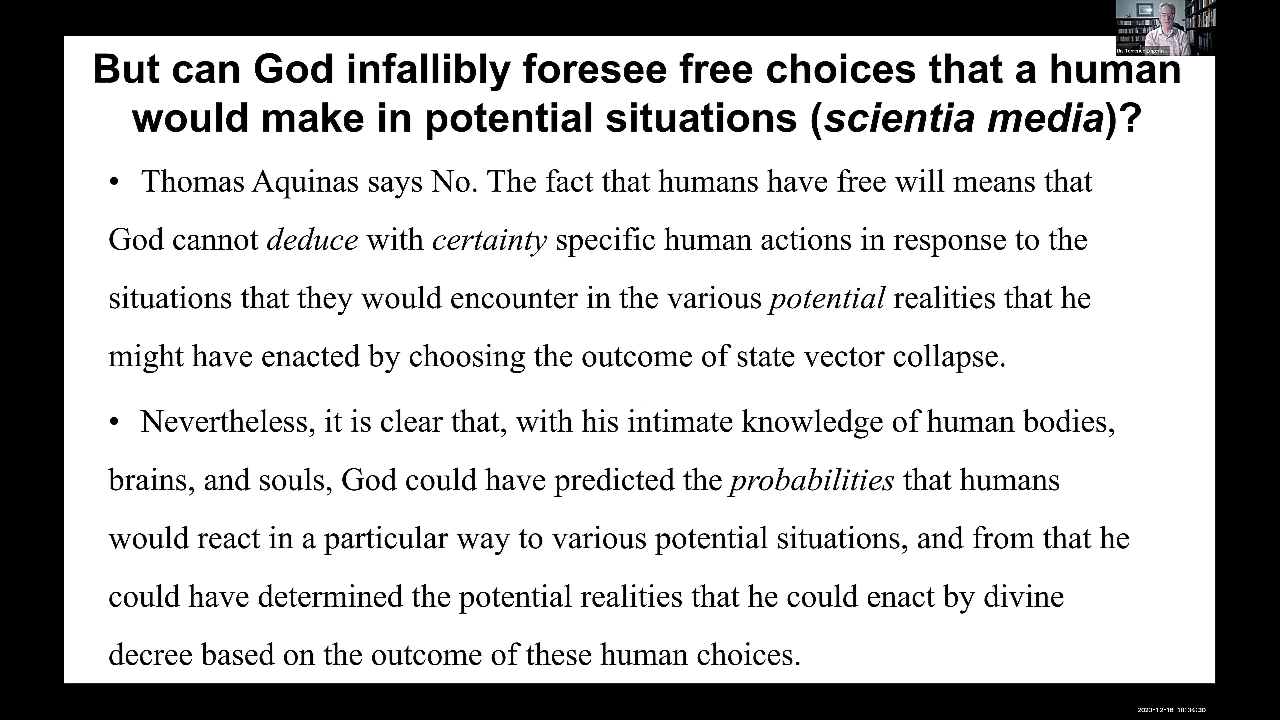 But can God infallibly foresee free choices that a human
would make in potential situations (scientia media)?
• Thomas Aquinas says No. The fact that humans have free will means that
God cannot deduce with certainty specific human actions in response to the
situations that they would encounter in the various potential realities that he
might have enacted by choosing the outcome of state vector collapse.
• Nevertheless, it is clear that, with his intimate knowledge of human bodies,
brains, and souls, God could have predicted the probabilities that humans
would react in a particular way to various potential situations, and from that he
could have determined the potential realities that he could enact by divine
decree based on the outcome of these human choices.